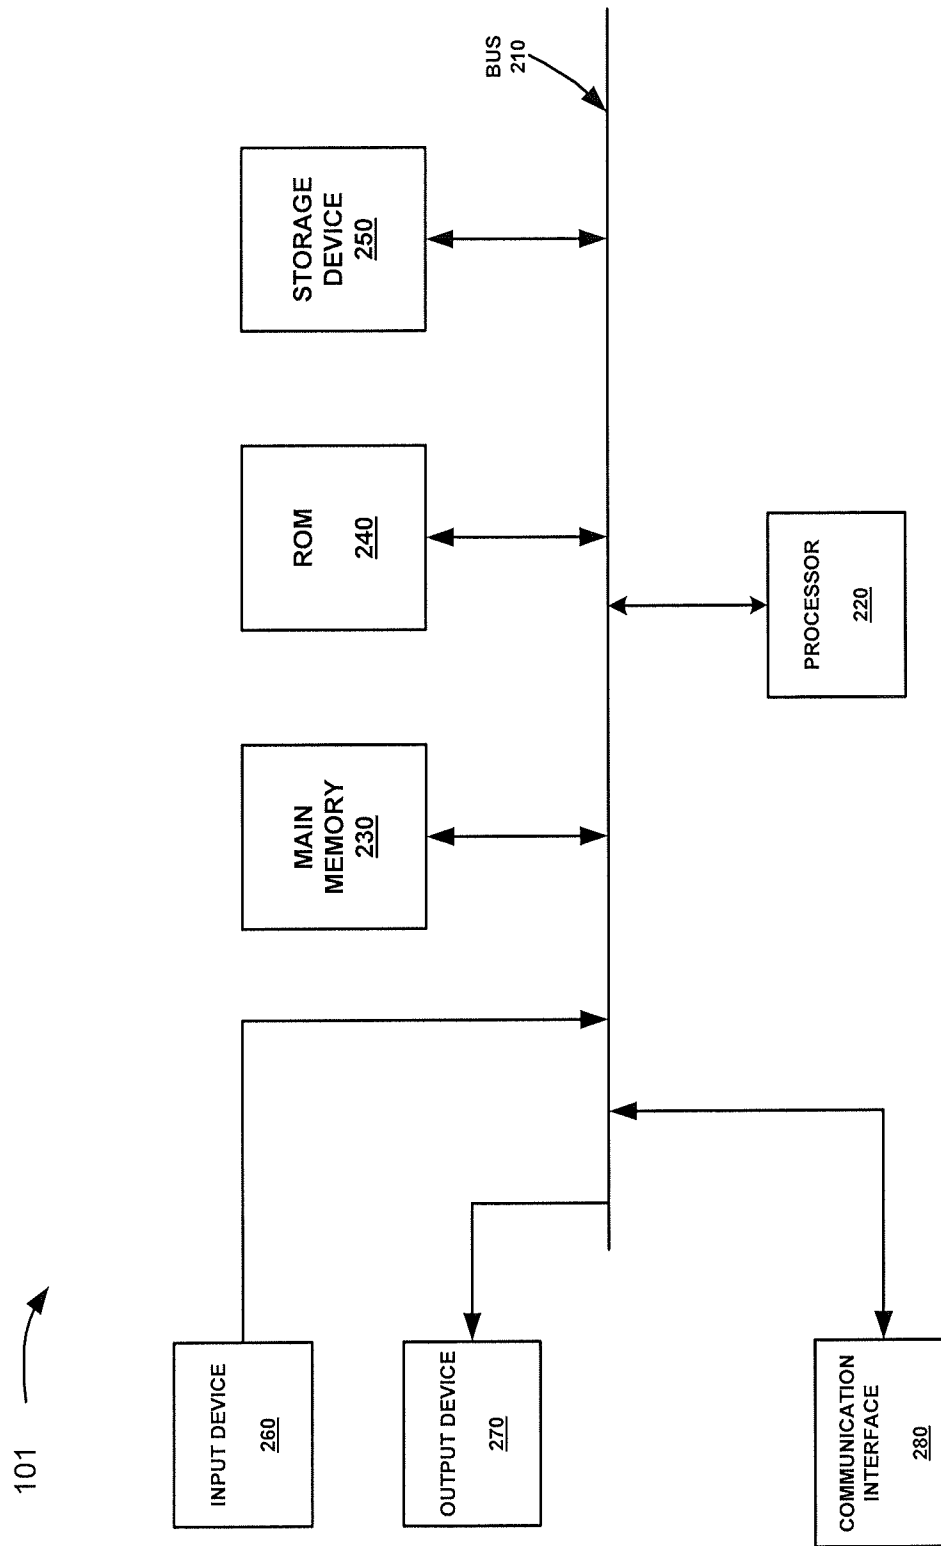 101
BUS
210
MAIN
MEMORY
230
ROM
240
STORAGE
DEVICE
250
INPUT DEVICE
260
OUTPUT DEVICE
270
COMMUNICATION
INTERFACE
280
PROCESSOR
220